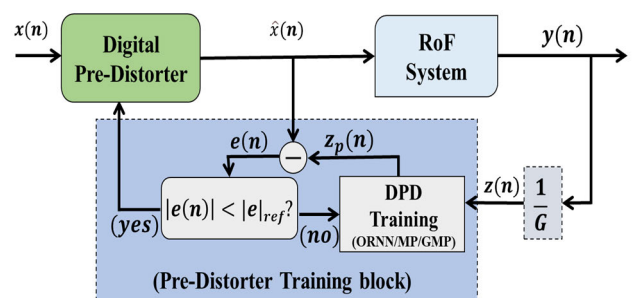 x(n)
Digital
Pre-Distorter
x̂(n)
RoF
System
y(n)
e(n)
z_p(n)
−
|e(n)| < |e|_ref?
(yes)
(no)
DPD
Training
(ORNN/MP/GMP)
z(n)
1
G
(Pre-Distorter Training block)